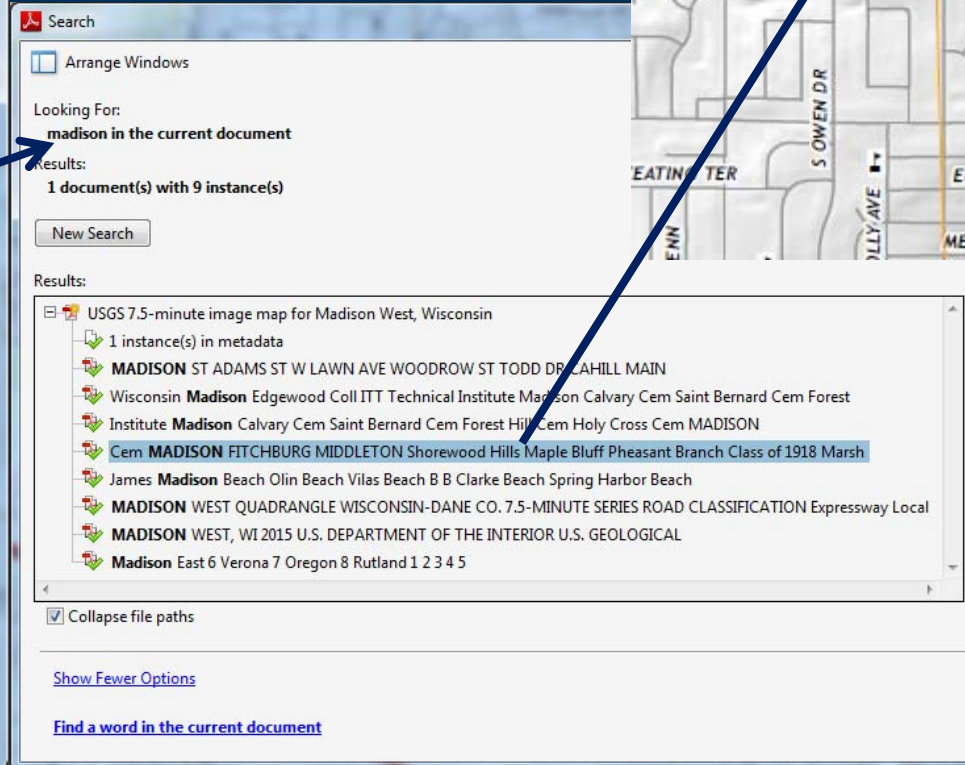 Search
Arrange Windows
Looking For:
madison in the current document
Results:
1 document(s) with 9 instance(s)
New Search
Results:
USGS 7.5-minute image map for Madison West, Wisconsin
1 instance(s) in metadata
MADISON ST ADAMS ST W LAWN AVE WOODROW ST TODD DR CAHILL MAIN
Wisconsin Madison Edgewood Coll ITT Technical Institute Madison Calvary Cem Saint Bernard Cem Forest
Institute Madison Calvary Cem Saint Bernard Cem Forest Hill Cem Holy Cross Cem MADISON
Cem MADISON FITCHBURG MIDDLETON Shorewood Hills Maple Bluff Pheasant Branch Class of 1918 Marsh
James Madison Beach Olin Beach Vilas Beach B B Clarke Beach Spring Harbor Beach
MADISON WEST QUADRANGLE WISCONSIN-DANE CO. 7.5-MINUTE SERIES ROAD CLASSIFICATION Expressway Local
MADISON WEST, WI 2015 U.S. DEPARTMENT OF THE INTERIOR U.S. GEOLOGICAL
Madison East 6 Verona 7 Oregon 8 Rutland 1 2 3 4 5
Collapse file paths
Show Fewer Options
Find a word in the current document
S OWEN DR
EATING TER
OLLY AVE
ENN
E
ME